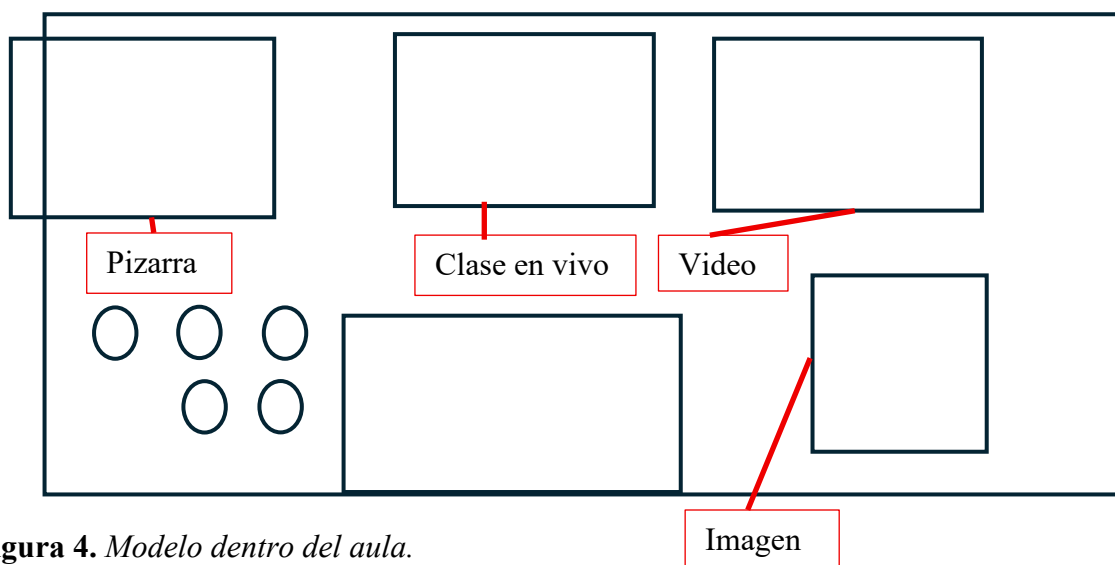 Pizarra
Clase en vivo
Video
Imagen
gura 4. Modelo dentro del aula.